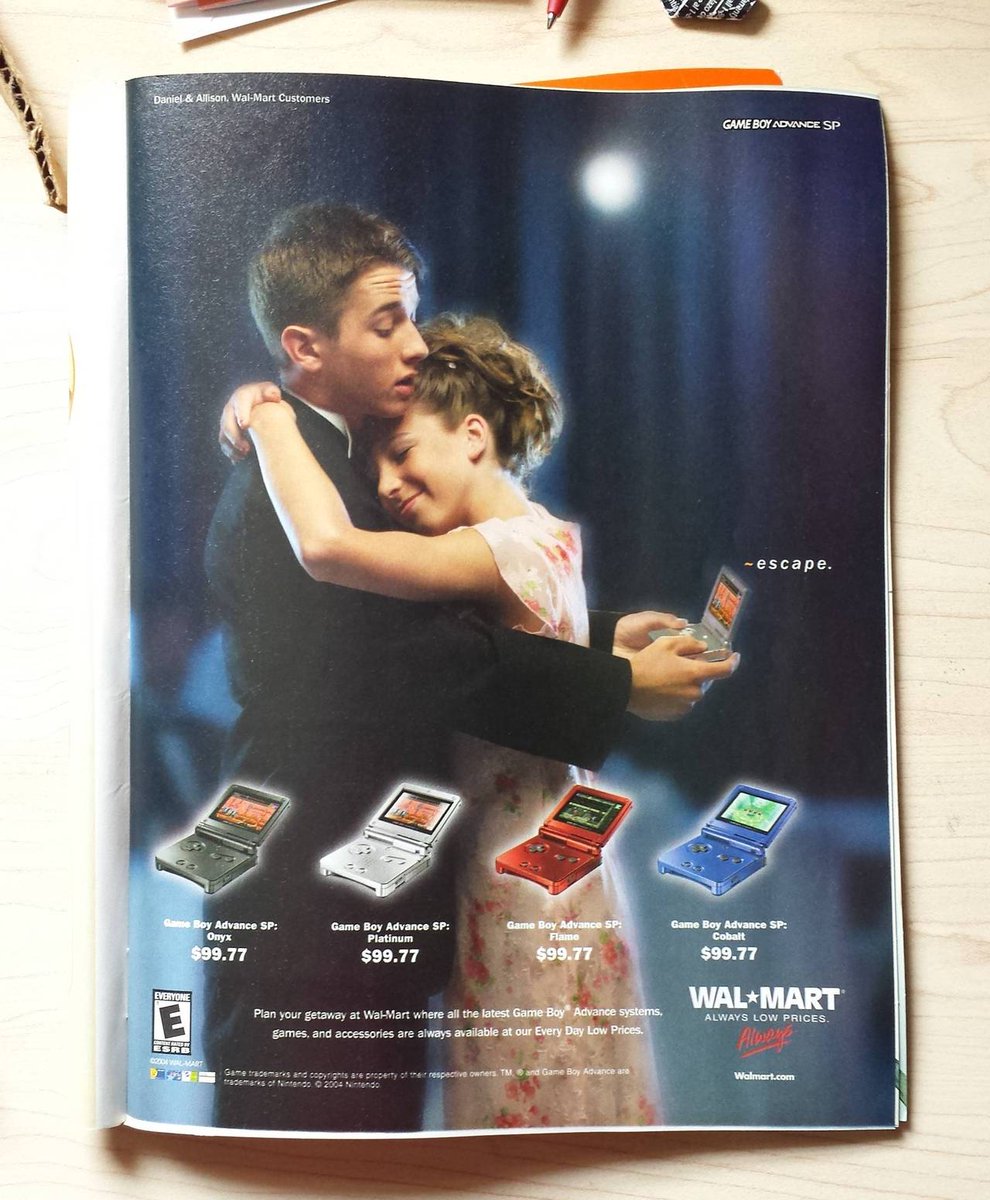 Daniel & Allison, Wal-Mart Customers
GAME BOY ADVANCE SP
~escape.
Game Boy Advance SP:
Onyx
$99.77
Game Boy Advance SP:
Platinum
$99.77
Game Boy Advance SP:
Flame
$99.77
Game Boy Advance SP:
Cobalt
$99.77
EVERYONE
E
CONTENT RATED BY
ESRB
Plan your getaway at Wal-Mart where all the latest Game Boy® Advance systems,
games, and accessories are always available at our Every Day Low Prices.
WAL★MART®
ALWAYS LOW PRICES.
Always
Walmart.com
©2004 WAL-MART
Game trademarks and copyrights are property of their respective owners. TM, ® and Game Boy Advance are
trademarks of Nintendo. © 2004 Nintendo.